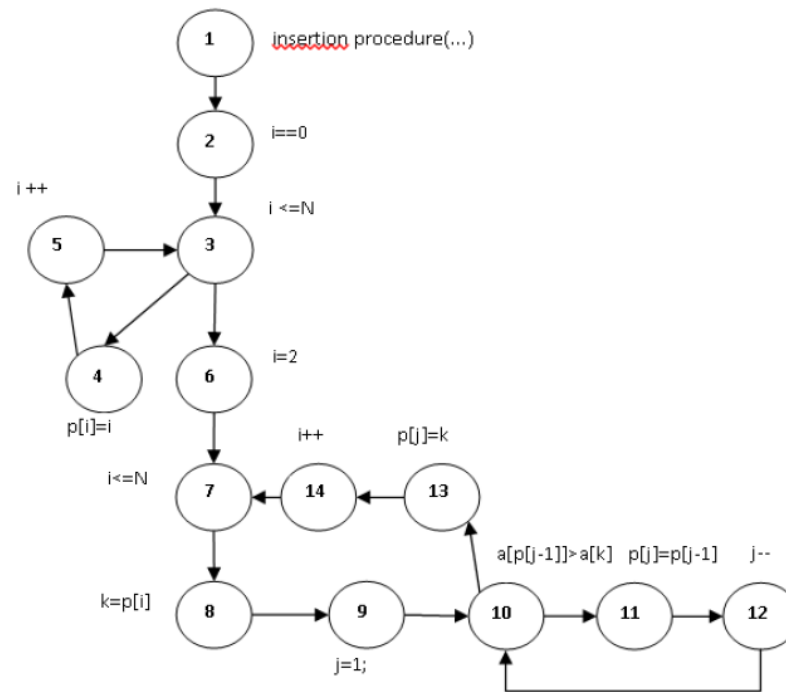 1 insertion procedure(...)
2 i==0
i ++
i <=N
5 3
4 6 i=2
p[i]=i
i++ p[j]=k
i<=N
7 14 13
a[p[j-1]]>a[k] p[j]=p[j-1] j--
k=p[i]
8 9 10 11 12
j=1;